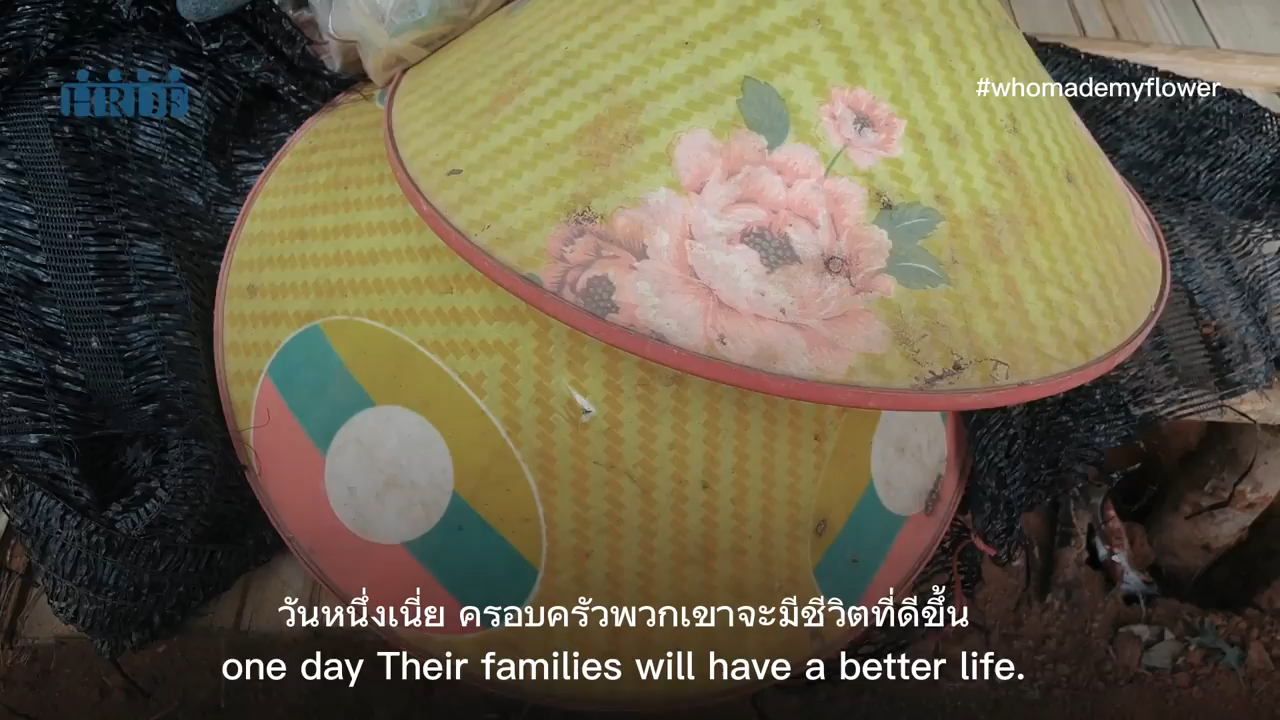 HRDF
#whomademyflower
วันหนึ่งเนี่ย ครอบครัวพวกเขาจะมีชีวิตที่ดีขึ้น
one day Their families will have a better life.